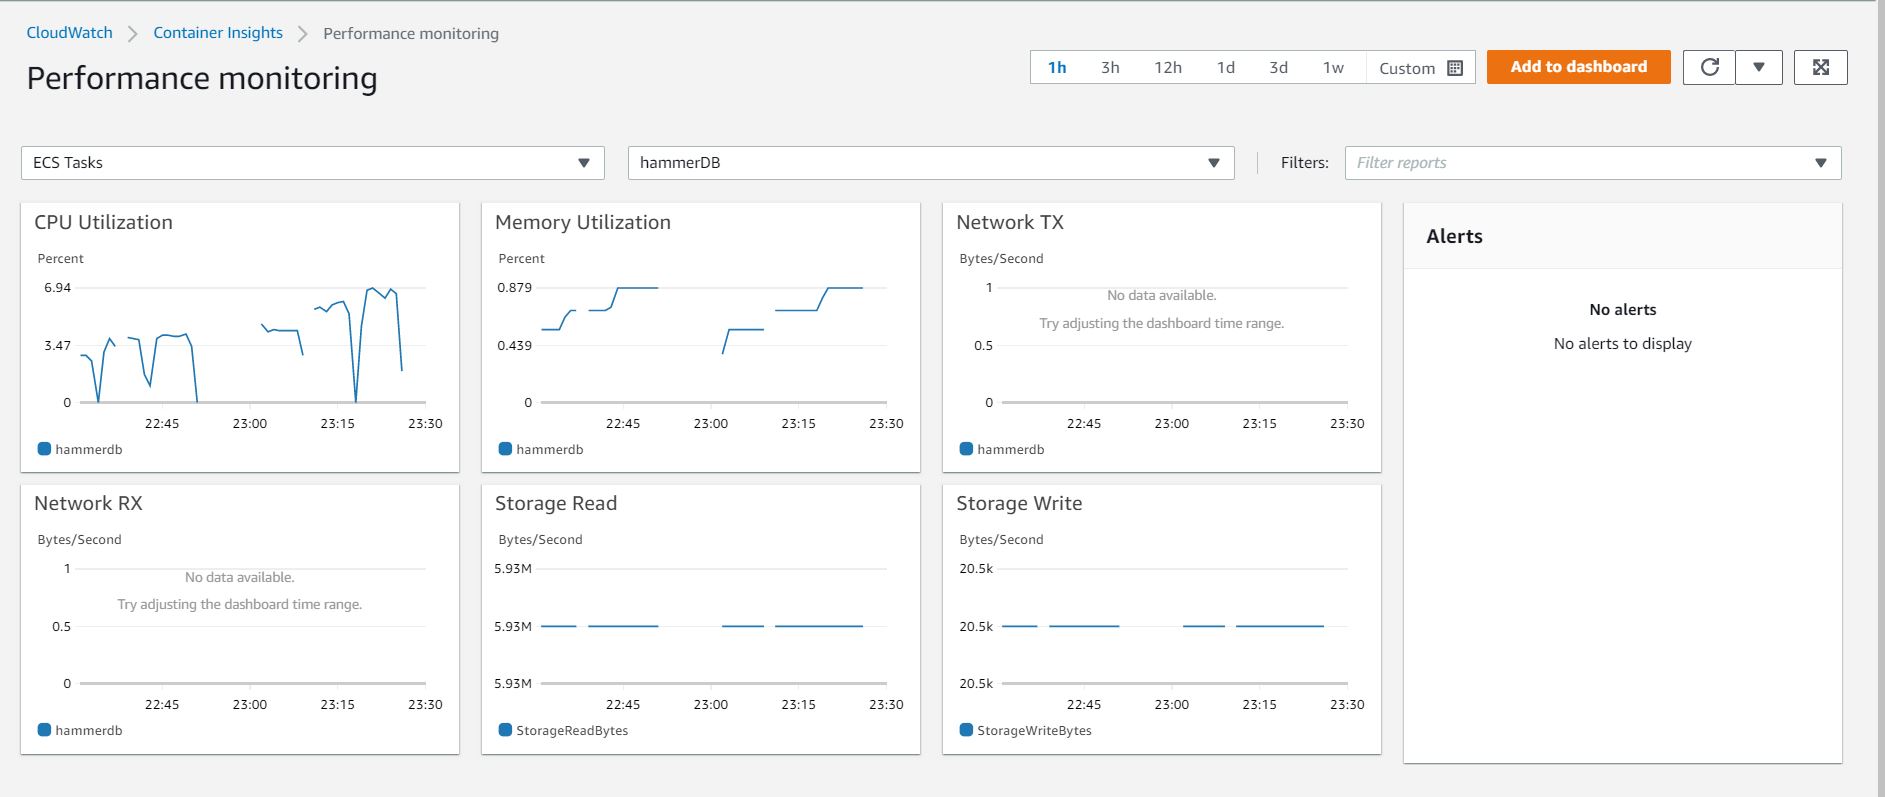 CloudWatch > Container Insights > Performance monitoring
Performance monitoring
1h 3h 12h 1d 3d 1w Custom
Add to dashboard
ECS Tasks
hammerDB
Filters:
Filter reports
CPU Utilization
Percent
6.94
3.47
0
22:45 23:00 23:15 23:30
hammerdb
Memory Utilization
Percent
0.879
0.439
0
22:45 23:00 23:15 23:30
hammerdb
Network TX
Bytes/Second
1
No data available.
Try adjusting the dashboard time range.
0.5
0
22:45 23:00 23:15 23:30
hammerdb
Alerts
No alerts
No alerts to display
Network RX
Bytes/Second
1
No data available.
Try adjusting the dashboard time range.
0.5
0
22:45 23:00 23:15 23:30
hammerdb
Storage Read
Bytes/Second
5.93M
5.93M
5.93M
22:45 23:00 23:15 23:30
StorageReadBytes
Storage Write
Bytes/Second
20.5k
20.5k
20.5k
22:45 23:00 23:15 23:30
StorageWriteBytes